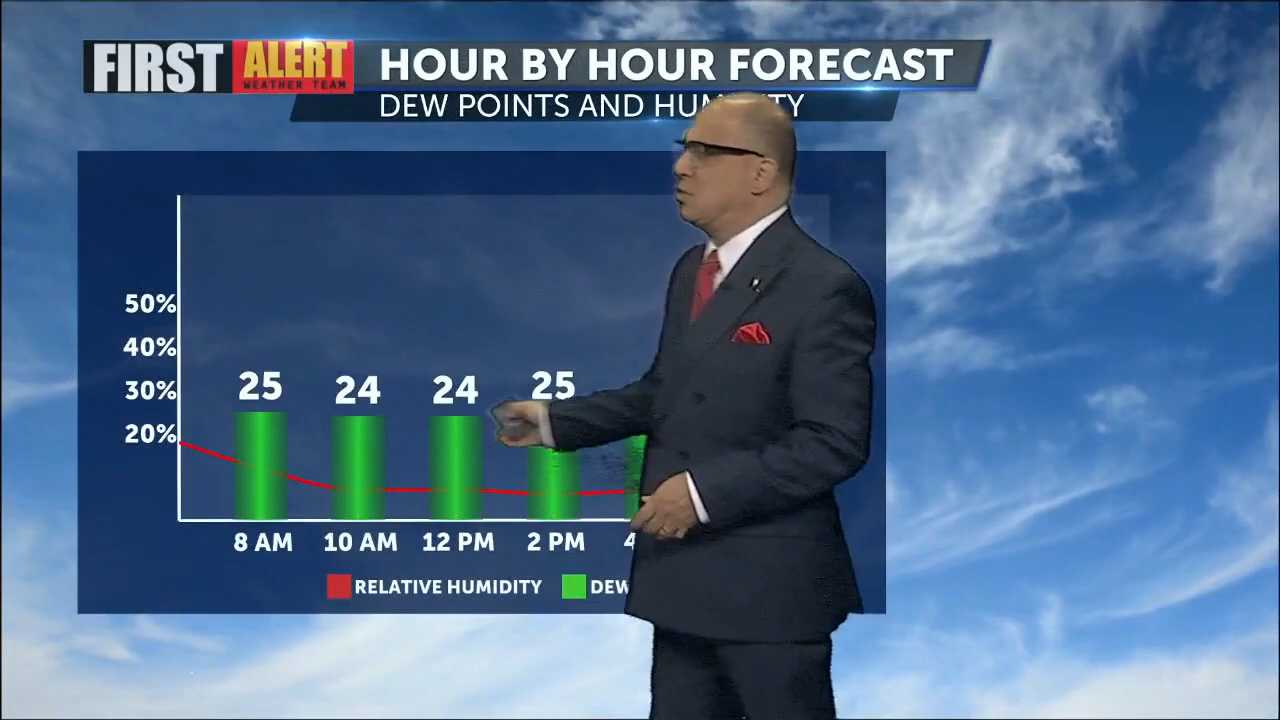 FIRST ALERT
WEATHER TEAM
HOUR BY HOUR FORECAST
DEW POINTS AND
50%
40%
30%
20%
25 24 24 25
8 AM 10 AM 12 PM 2 PM 4
RELATIVE HUMIDITY DEW